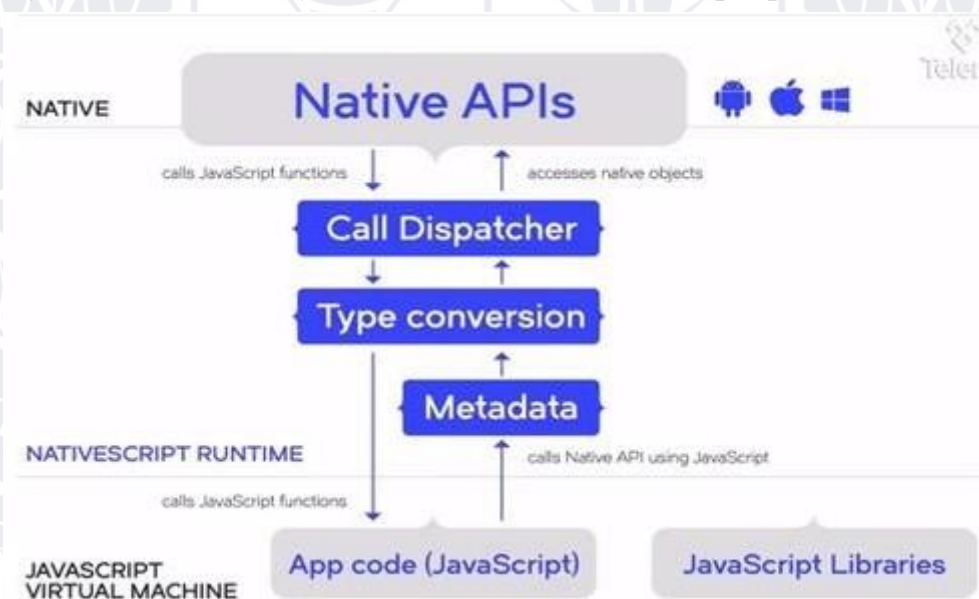 NATIVE
Native APIs
calls JavaScript functions
accesses native objects
Call Dispatcher
Type conversion
Metadata
NATIVESCRIPT RUNTIME
calls Native API using JavaScript
calls JavaScript functions
JAVASCRIPT
VIRTUAL MACHINE
App code (JavaScript)
JavaScript Libraries